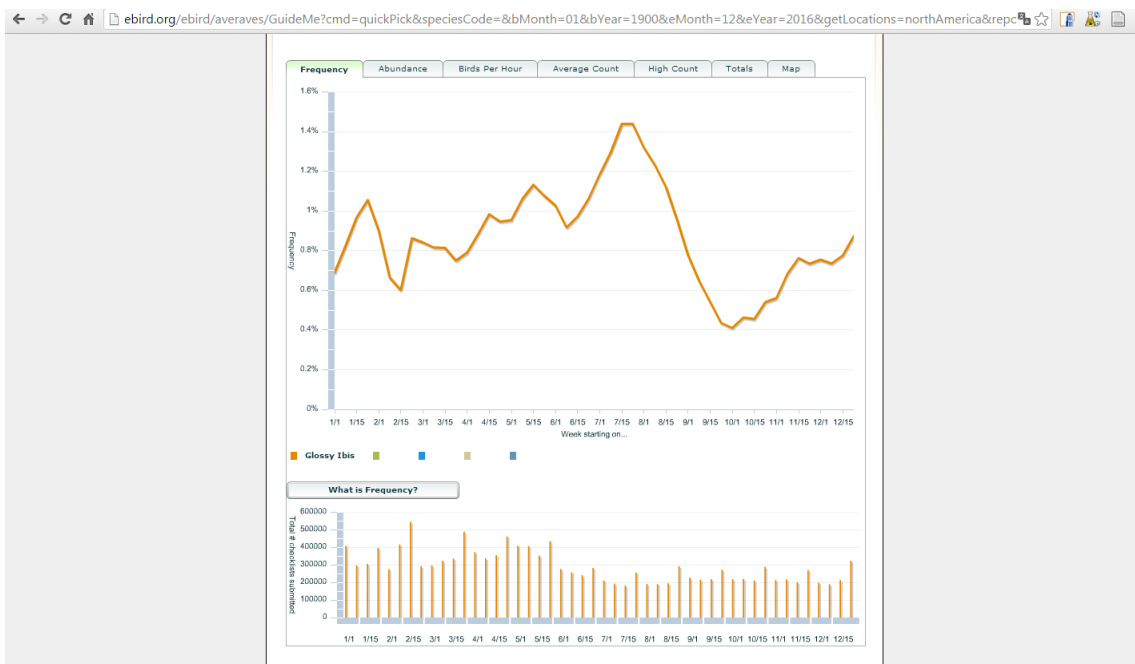 ebird.org/ebird/averaves/GuideMe?cmd=quickPick&speciesCode=&bMonth=01&bYear=1900&eMonth=12&eYear=2016&getLocations=northAmerica&repc
Frequency Abundance Birds Per Hour Average Count High Count Totals Map
1.6%
1.4%
1.2%
1%
0.8%
0.6%
0.4%
0.2%
0%
Frequency
1/1 1/15 2/1 2/15 3/1 3/15 4/1 4/15 5/1 5/15 6/1 6/15 7/1 7/15 8/1 8/15 9/1 9/15 10/1 10/15 11/1 11/15 12/1 12/15
Week starting on...
Glossy Ibis
What is Frequency?
600000
500000
400000
300000
200000
100000
0
Total # checklists submitted
1/1 1/15 2/1 2/15 3/1 3/15 4/1 4/15 5/1 5/15 6/1 6/15 7/1 7/15 8/1 8/15 9/1 9/15 10/1 10/15 11/1 11/15 12/1 12/15